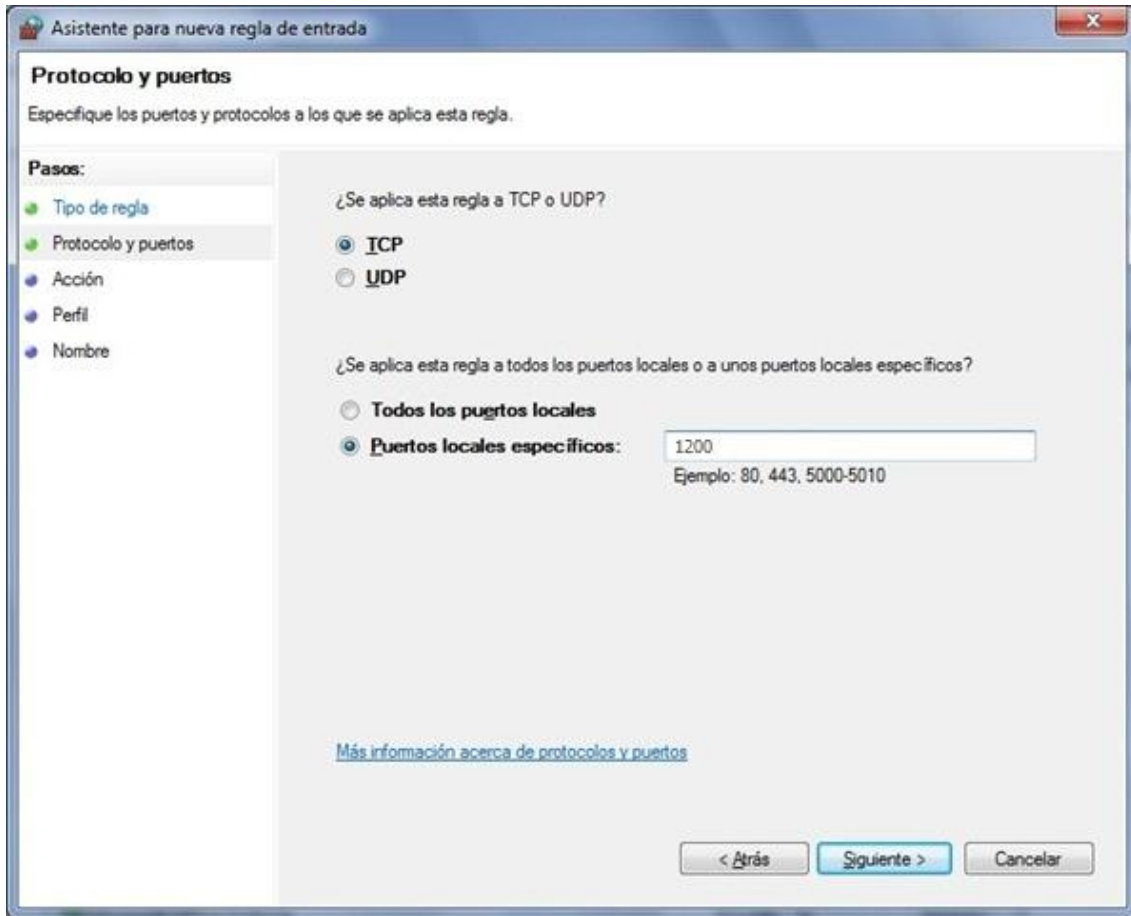 Asistente para nueva regla de entrada
Protocolo y puertos
Especifique los puertos y protocolos a los que se aplica esta regla.
Pasos:
Tipo de regla
Protocolo y puertos
Acción
Perfil
Nombre
¿Se aplica esta regla a TCP o UDP?
TCP
UDP
¿Se aplica esta regla a todos los puertos locales o a unos puertos locales específicos?
Todos los puertos locales
Puertos locales específicos:
1200
Ejemplo: 80, 443, 5000-5010
Más información acerca de protocolos y puertos
< Atrás
Siguiente >
Cancelar